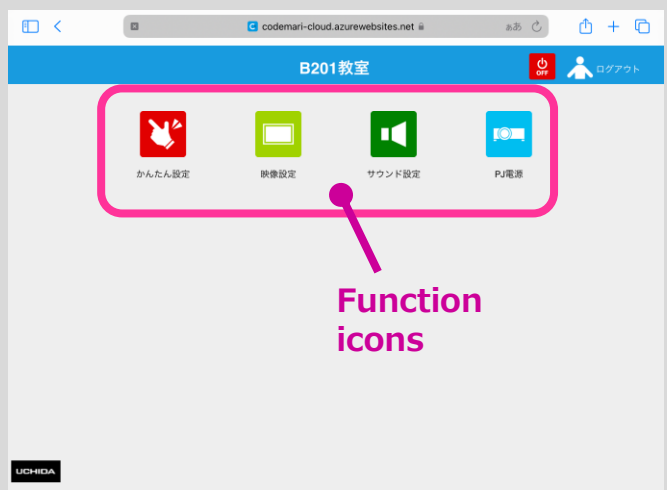 codemari-cloud.azurewebsites.net
ぁあ
B201教室
OFF
ログアウト
かんたん設定
映像設定
サウンド設定
PJ電源
Function
icons
UCHIDA